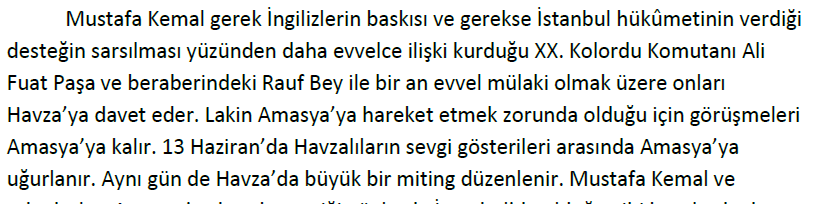 Mustafa Kemal gerek İngilizlerin baskısı ve gerekse İstanbul hükûmetinin verdiği
desteğin sarsılması yüzünden daha evvelce ilişki kurduğu XX. Kolordu Komutanı Ali
Fuat Paşa ve beraberindeki Rauf Bey ile bir an evvel mülaki olmak üzere onları
Havza’ya davet eder. Lakin Amasya’ya hareket etmek zorunda olduğu için görüşmeleri
Amasya’ya kalır. 13 Haziran’da Havzalıların sevgi gösterileri arasında Amasya’ya
uğurlanır. Aynı gün de Havza’da büyük bir miting düzenlenir. Mustafa Kemal ve